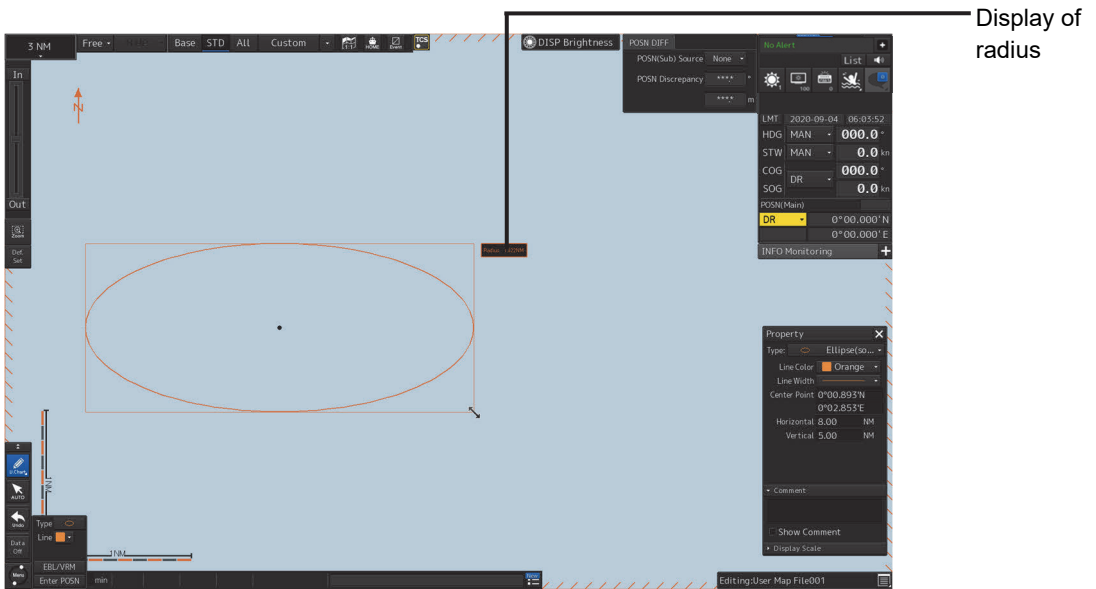 Display of
radius
3 NM
Free
Base STD All Custom
1:1
HOME
Event
TCS
DISP Brightness
POSN DIFF
POSN(Sub) Source None
POSN Discrepancy ****.* °
****.* m
No Alert
List
1 100 0
LMT 2020-09-04 06:03:52
HDG MAN 000.0 °
STW MAN 0.0 kn
COG 000.0 °
DR
SOG 0.0 kn
POSN(Main)
DR 0°00.000'N
0°00.000'E
INFO Monitoring
In
N
Out
Zoom
Def.
Set
Property
Type: Ellipse(so...
Line Color Orange
Line Width
Center Point 0°00.893'N
0°02.853'E
Horizontal 8.00 NM
Vertical 5.00 NM
Comment
Show Comment
Display Scale
U.Chart
AUTO
Undo
Data
Off
Menu
1NM
Type
Line
1NM
EBL/VRM
Enter POSN min
New
Editing:User Map File001